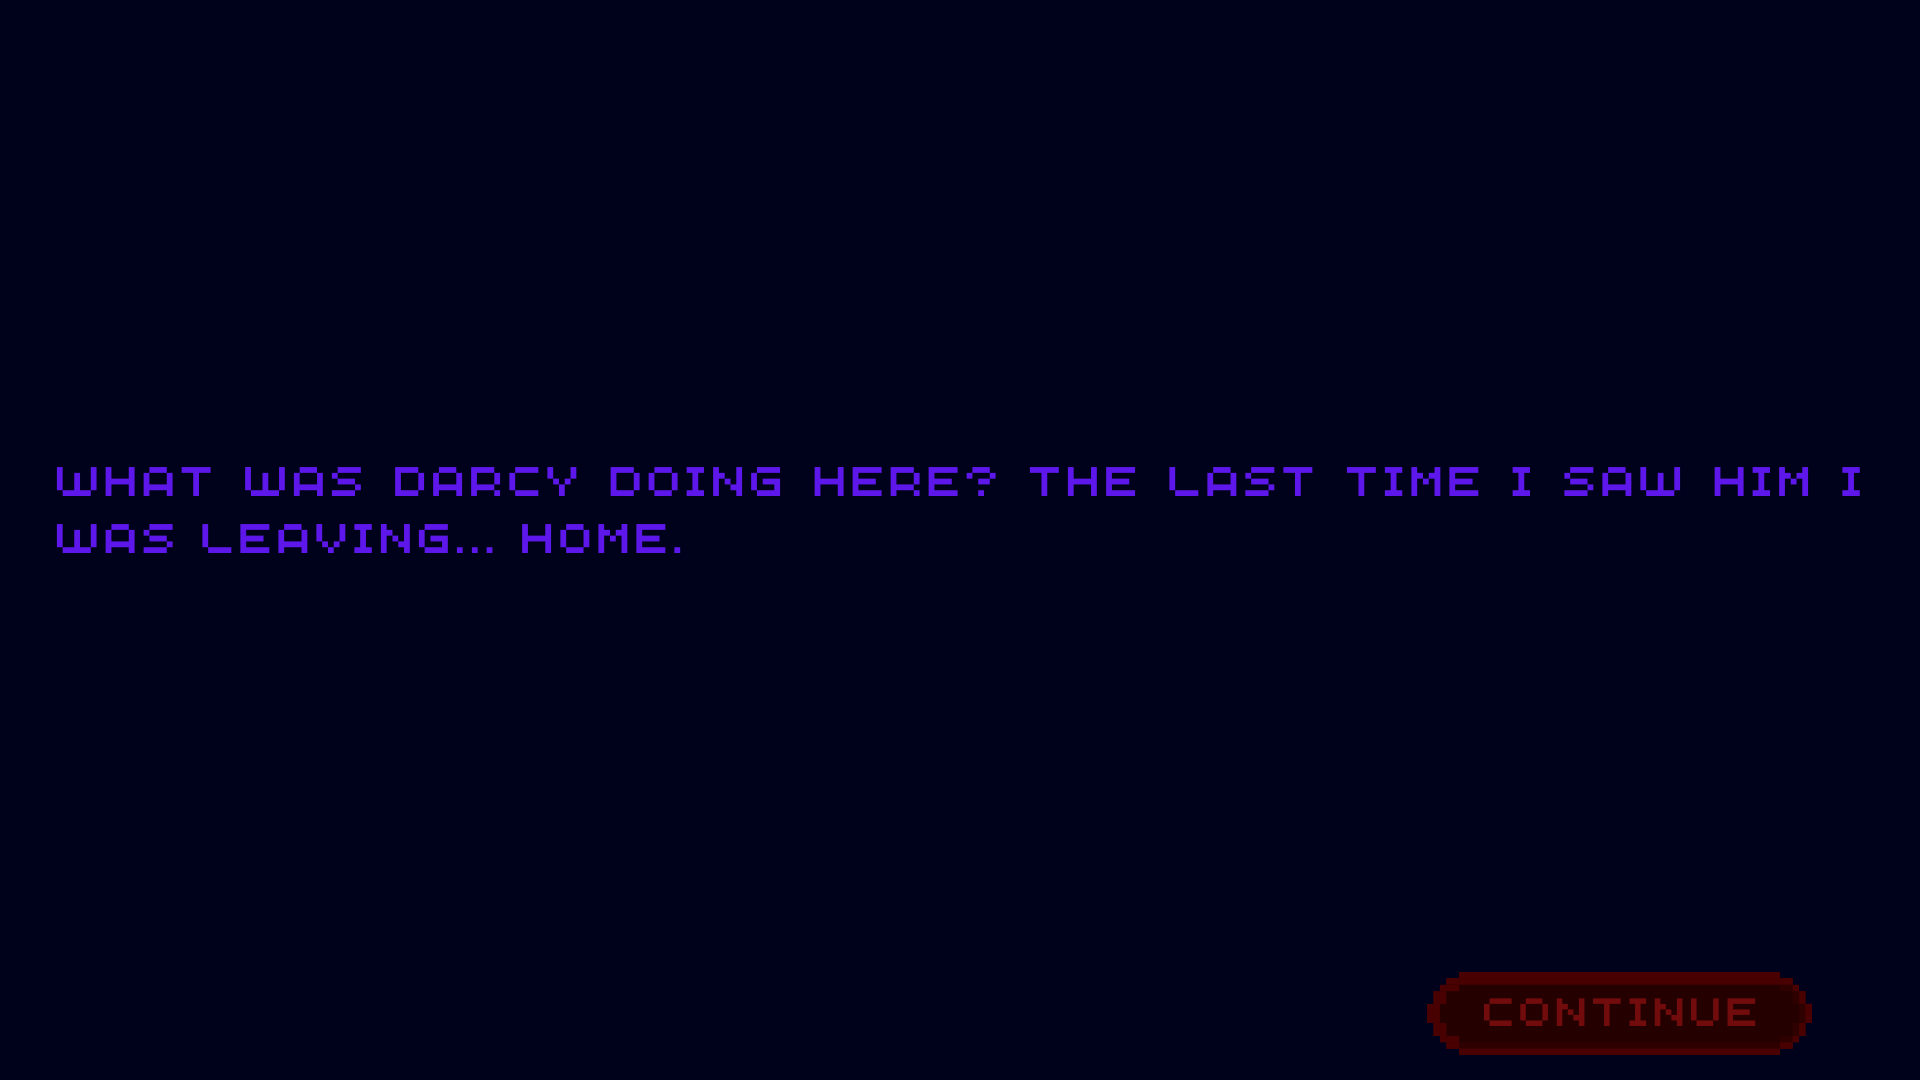 WHAT WAS DARCY DOING HERE? THE LAST TIME I SAW HIM I
WAS LEAVING... HOME.
CONTINUE